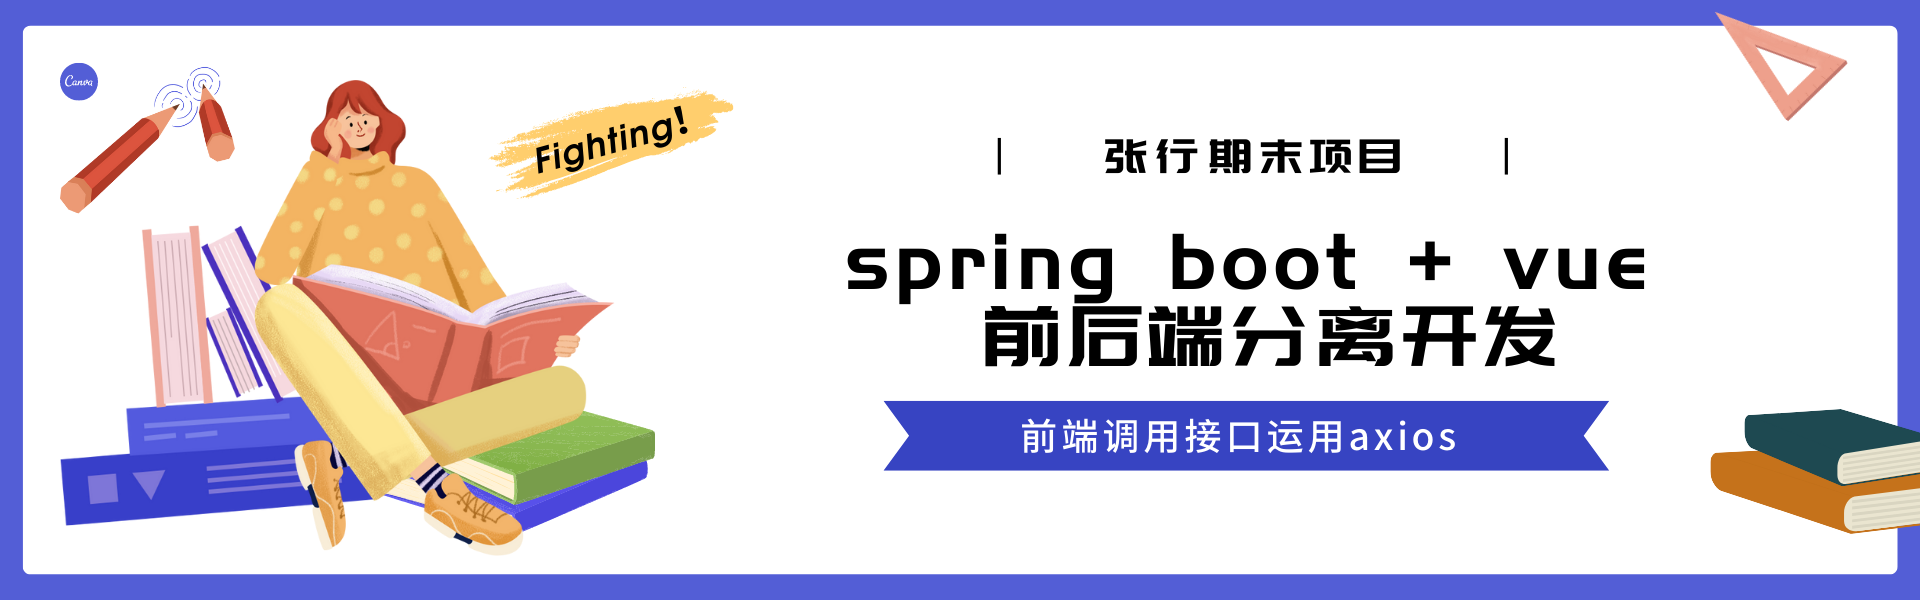 Canva
Fighting!
张行期末项目
spring boot + vue
前后端分离开发
前端调用接口运用axios